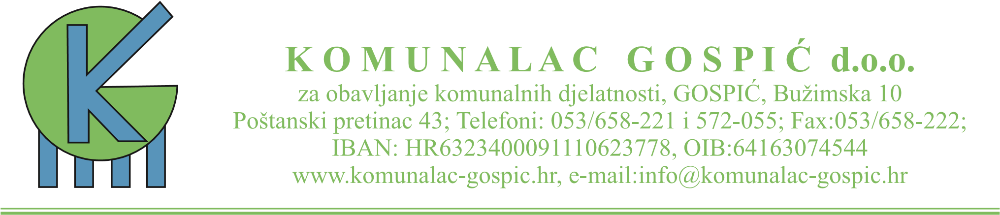 KOMUNALAC GOSPIĆ d.o.o.
za obavljanje komunalnih djelatnosti, GOSPIĆ, Bužimska 10
Poštanski pretinac 43; Telefoni: 053/658-221 i 572-055; Fax:053/658-222;
IBAN: HR6323400091110623778, OIB:64163074544
www.komunalac-gospic.hr, e-mail:info@komunalac-gospic.hr